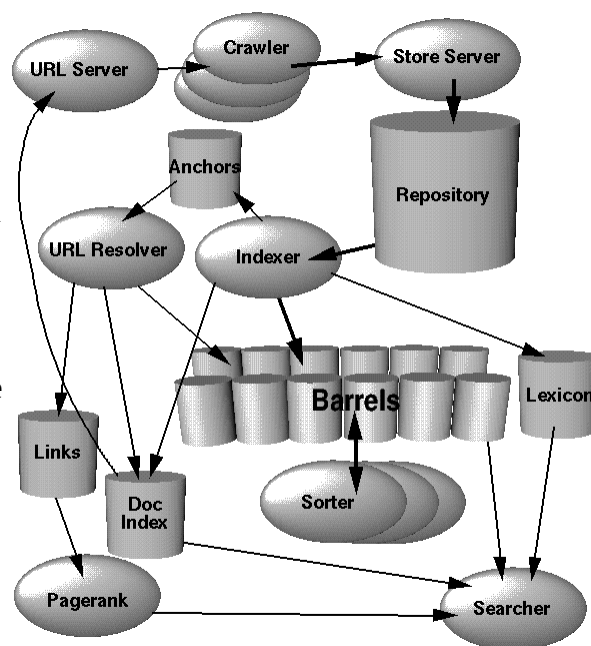 Crawler
URL Server
Store Server
Anchors
Repository
URL Resolver
Indexer
Barrels
Lexicon
Links
Doc
Index
Sorter
Pagerank
Searcher